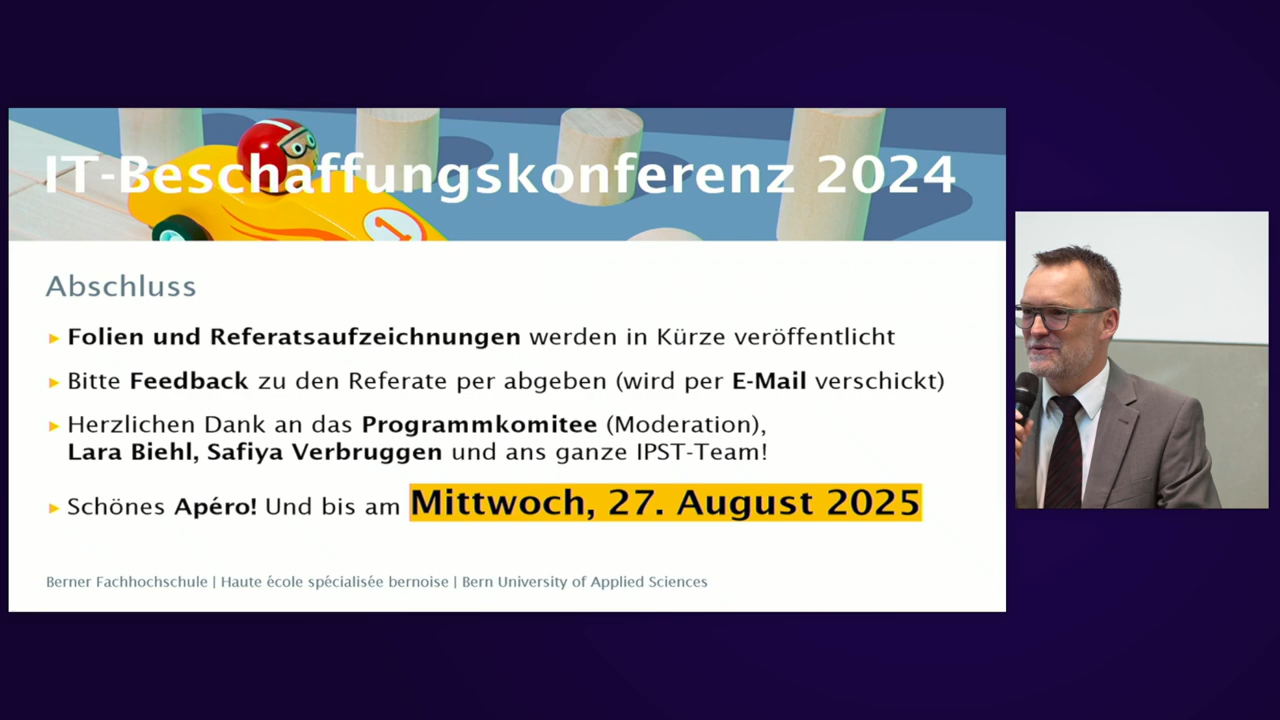 IT-Beschaffungskonferenz 2024
1
Abschluss
▸ Folien und Referatsaufzeichnungen werden in Kürze veröffentlicht
▸ Bitte Feedback zu den Referate per abgeben (wird per E-Mail verschickt)
▸ Herzlichen Dank an das Programmkomitee (Moderation),
Lara Biehl, Safiya Verbruggen und ans ganze IPST-Team!
▸ Schönes Apéro! Und bis am Mittwoch, 27. August 2025
Berner Fachhochschule | Haute école spécialisée bernoise | Bern University of Applied Sciences